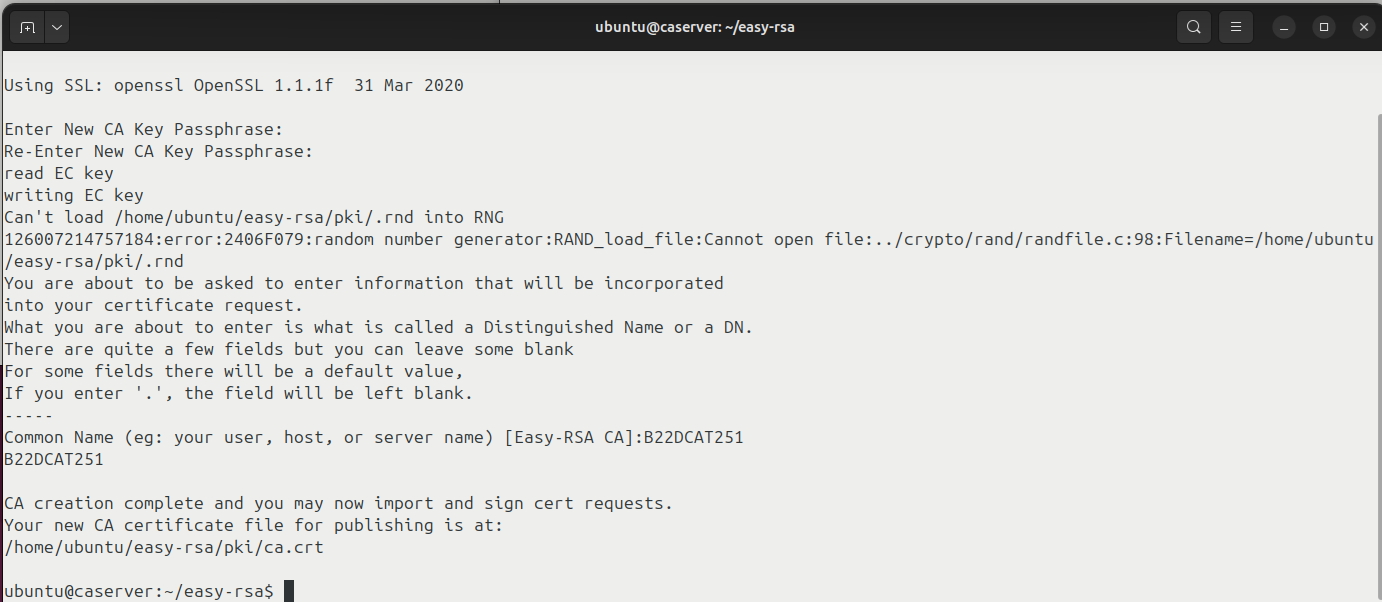 ubuntu@caserver: ~/easy-rsa
Using SSL: openssl OpenSSL 1.1.1f  31 Mar 2020
Enter New CA Key Passphrase:
Re-Enter New CA Key Passphrase:
read EC key
writing EC key
Can't load /home/ubuntu/easy-rsa/pki/.rnd into RNG
126007214757184:error:2406F079:random number generator:RAND_load_file:Cannot open file:../crypto/rand/randfile.c:98:Filename=/home/ubuntu
/easy-rsa/pki/.rnd
You are about to be asked to enter information that will be incorporated
into your certificate request.
What you are about to enter is what is called a Distinguished Name or a DN.
There are quite a few fields but you can leave some blank
For some fields there will be a default value,
If you enter '.', the field will be left blank.
-----
Common Name (eg: your user, host, or server name) [Easy-RSA CA]:B22DCAT251
B22DCAT251
CA creation complete and you may now import and sign cert requests.
Your new CA certificate file for publishing is at:
/home/ubuntu/easy-rsa/pki/ca.crt
ubuntu@caserver:~/easy-rsa$